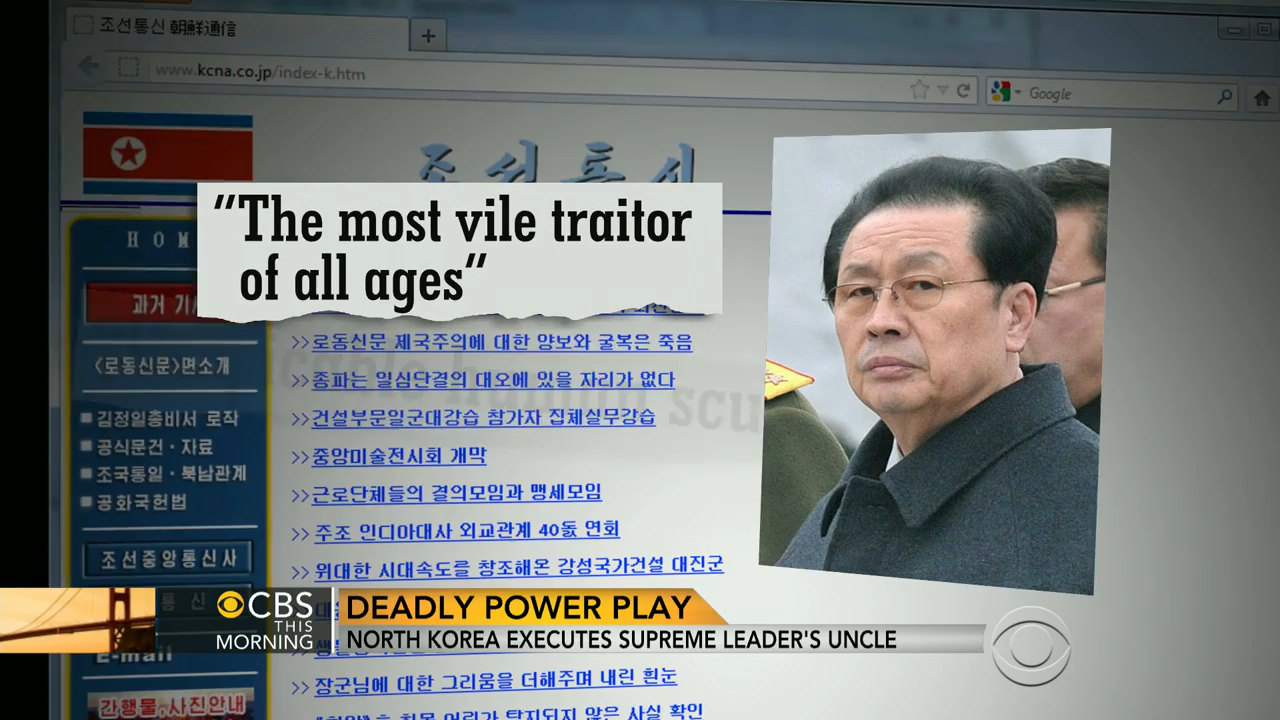 조선통신 朝鮮通信
www.kcna.co.jp/index-k.htm
Google
조선통신
HOM
"The most vile traitor
of all ages"
과거 기
<로동신문>면소개
■김정일총비서 로작
■공식문건·자료
■조국통일·북남관계
■공화국헌법
조선중앙통신사
통 신
E-mail
간행물,사진안내
>>로동신문 제국주의에 대한 양보와 굴복은 죽음
>>종파는 일심단결의 대오에 있을 자리가 없다
>>건설부문일군대강습 참가자 집체실무강습
>>중앙미술전시회 개막
>>근로단체들의 결의모임과 맹세모임
>>주조 인디아대사 외교관계 40돐 연회
>>위대한 시대속도를 창조해온 강성국가건설 대진군
>>장군님에 대한 그리움을 더해주며 내린 흰눈
않은 사실 확인
scu
CBS
THIS
MORNING
DEADLY POWER PLAY
NORTH KOREA EXECUTES SUPREME LEADER'S UNCLE